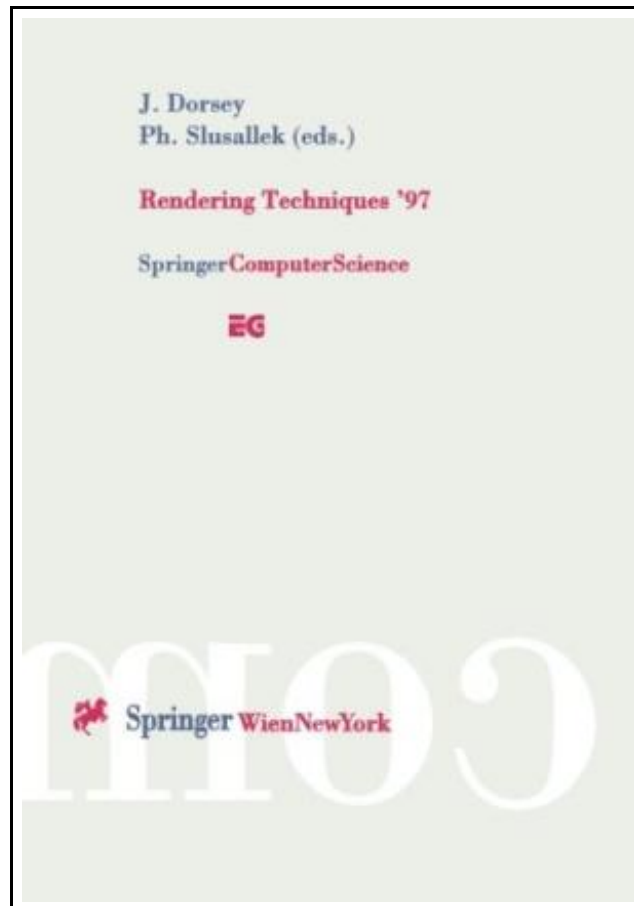 J. Dorsey
Ph. Slusallek (eds.)
Rendering Techniques '97
SpringerComputerScience
EG
Springer WienNewYork
com